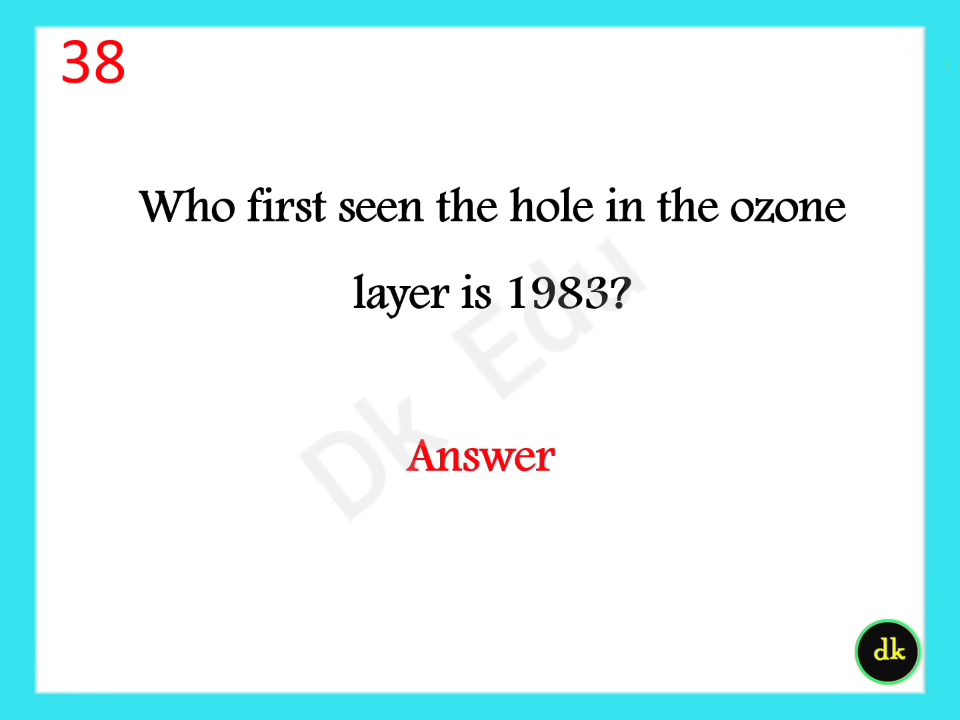 38
Who first seen the hole in the ozone
layer is 1983?
Dk Edu
Answer
dk